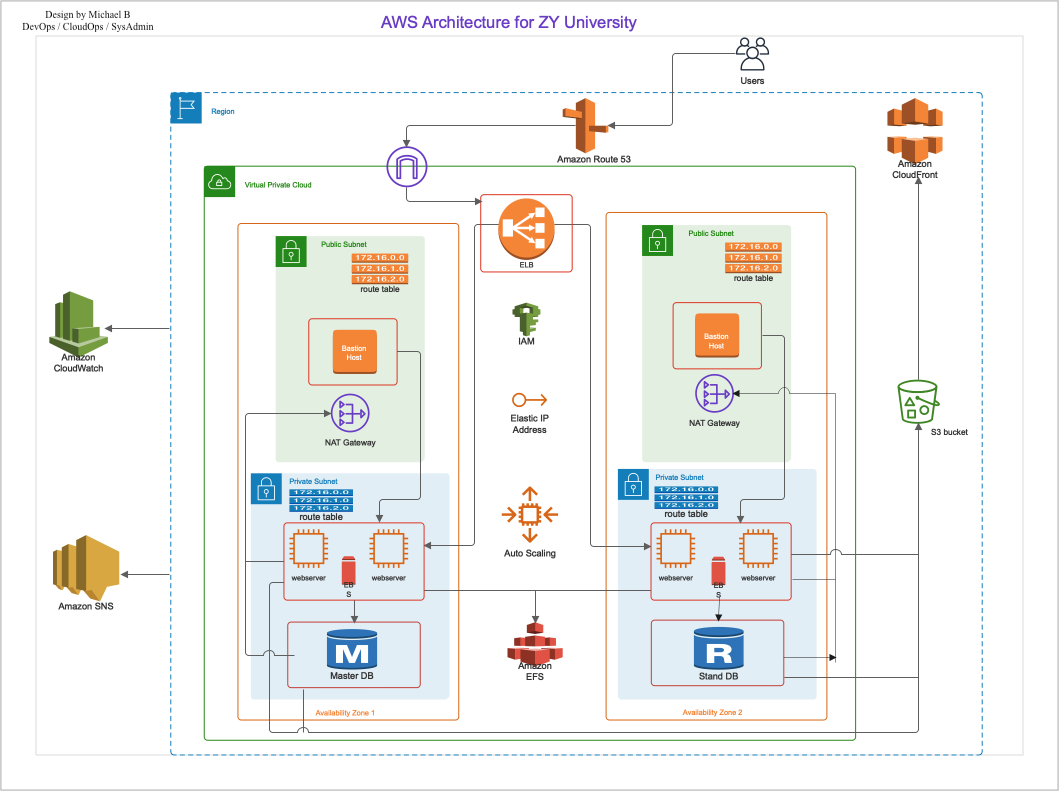 Design by Michael B
DevOps / CloudOps / SysAdmin
AWS Architecture for ZY University
Users
Region
Amazon Route 53
Amazon
CloudFront
Virtual Private Cloud
ELB
Public Subnet
172.16.0.0
172.16.1.0
172.16.2.0
route table
Public Subnet
172.16.0.0
172.16.1.0
172.16.2.0
route table
IAM
Bastion
Host
Bastion
Host
Amazon
CloudWatch
Elastic IP
Address
NAT Gateway
NAT Gateway
S3 bucket
Private Subnet
172.16.0.0
172.16.1.0
172.16.2.0
route table
Private Subnet
172.16.0.0
172.16.1.0
172.16.2.0
route table
Auto Scaling
webserver
EB
S
webserver
webserver
EB
S
webserver
Amazon SNS
M
Master DB
Amazon
EFS
R
Stand DB
Availability Zone 1
Availability Zone 2